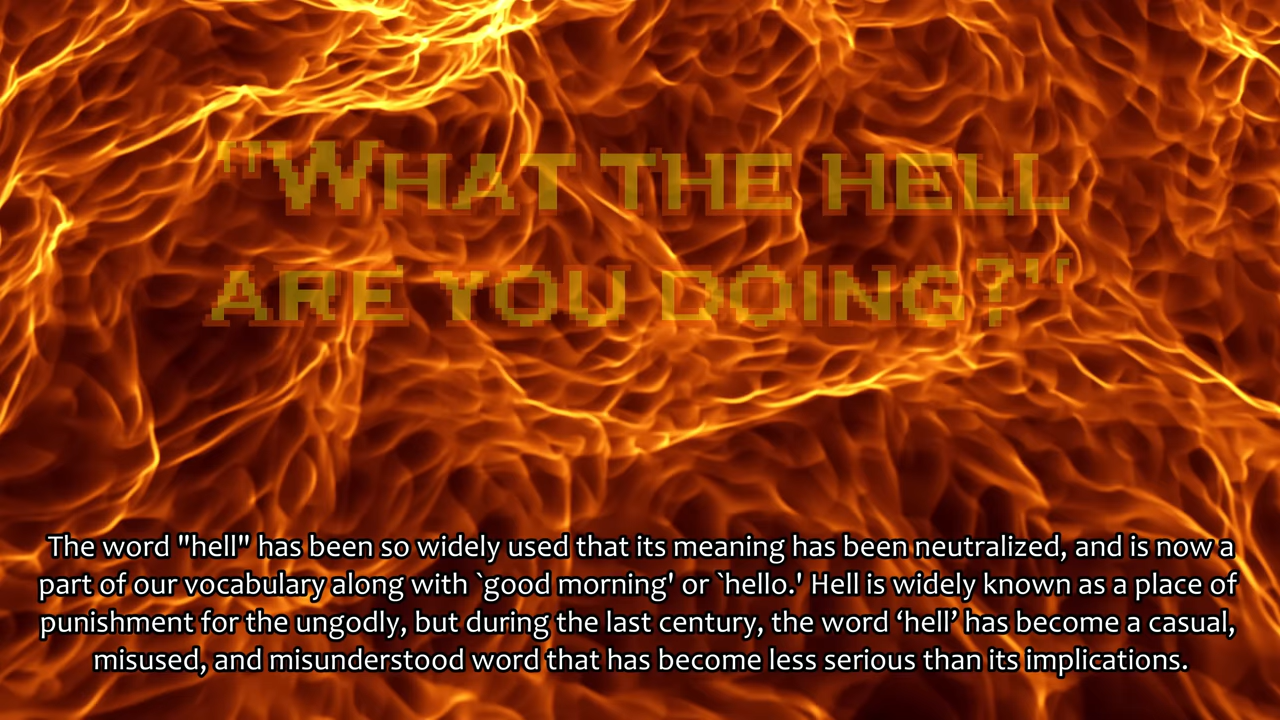 "What the hell
are you doing?"
The word "hell" has been so widely used that its meaning has been neutralized, and is now a
part of our vocabulary along with `good morning' or `hello.' Hell is widely known as a place of
punishment for the ungodly, but during the last century, the word ‘hell’ has become a casual,
misused, and misunderstood word that has become less serious than its implications.